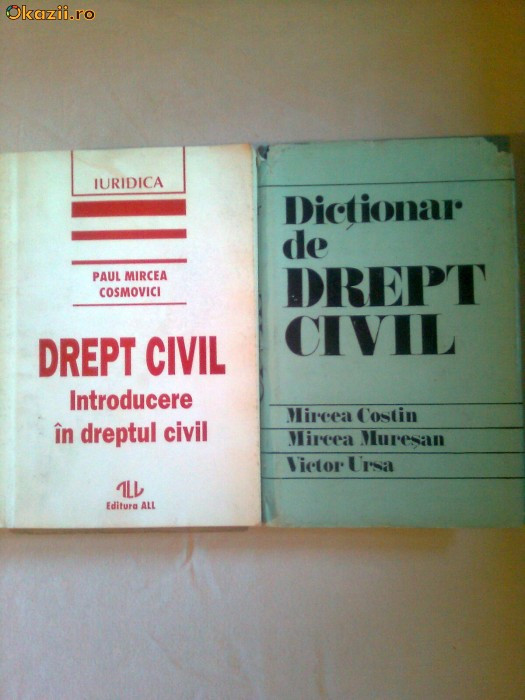 Okazii.ro
IURIDICA
PAUL MIRCEA
COSMOVICI
DREPT CIVIL
Introducere
în dreptul civil
ALL
Editura ALL
Dicționar
de
DREPT
CIVIL
Mircea Costin
Mircea Mureșan
Victor Ursa